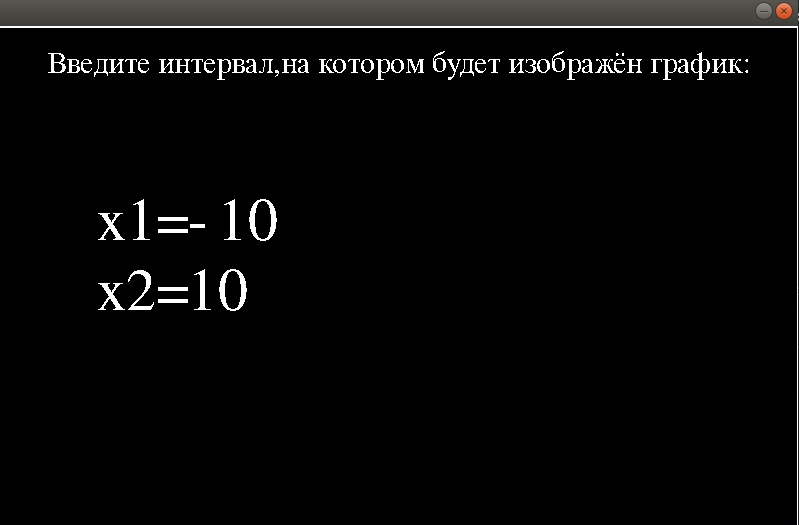 Введите интервал,на котором будет изображён график:
x1=- 10
x2=10